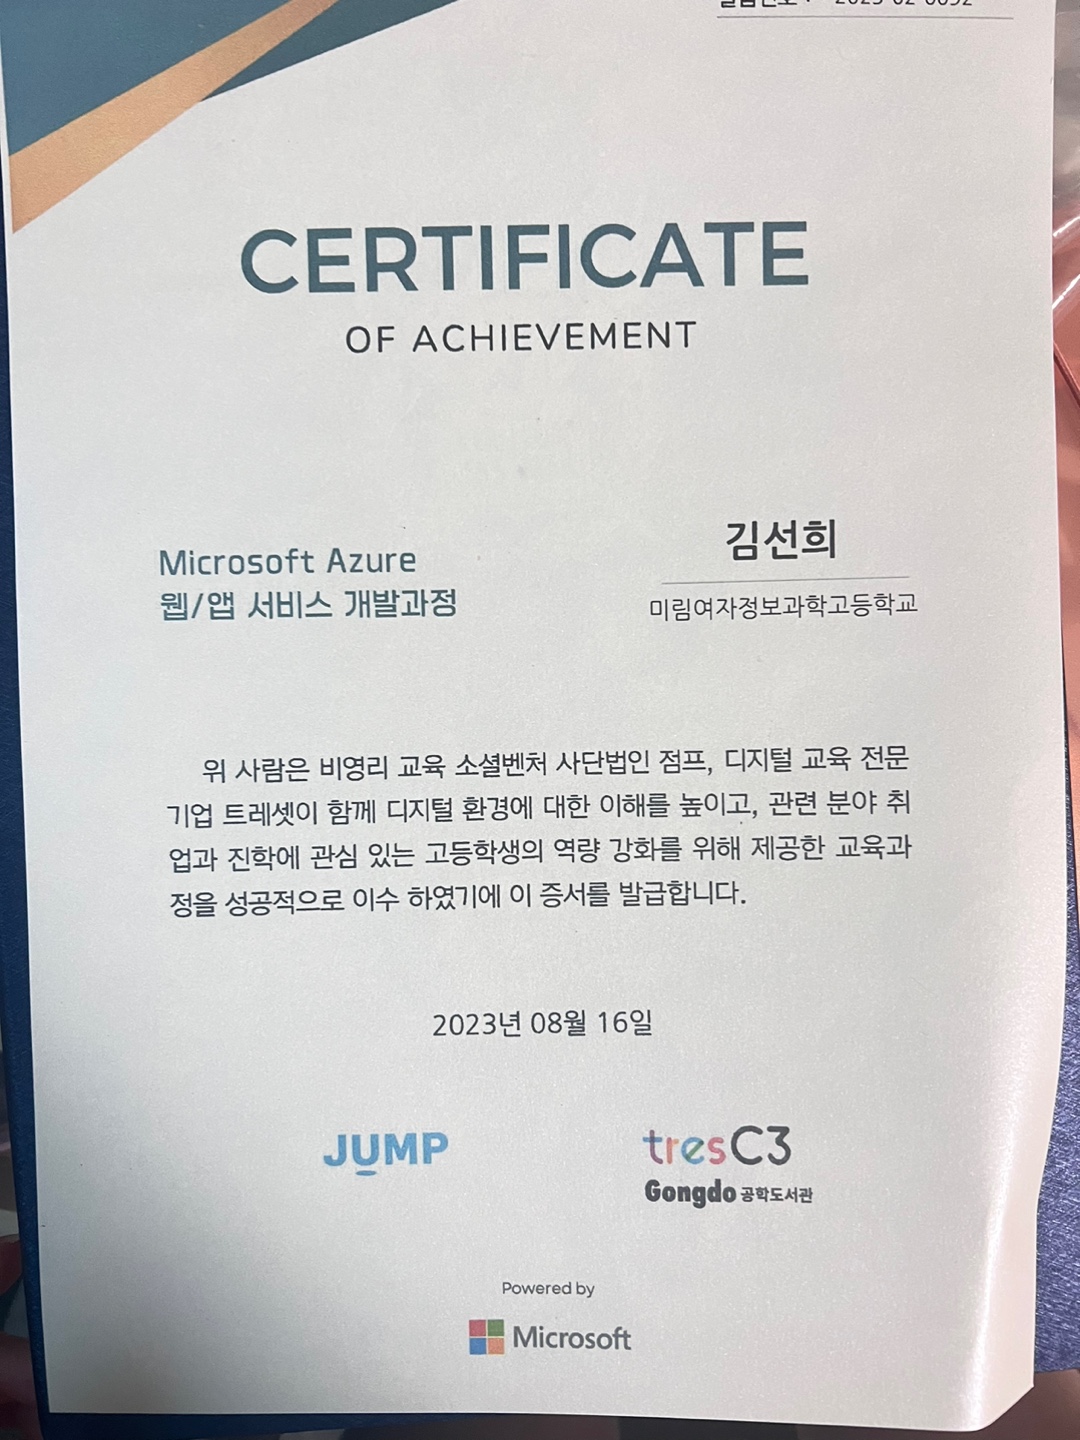 CERTIFICATE
OF ACHIEVEMENT
Microsoft Azure
웹/앱 서비스 개발과정
김선희
미림여자정보과학고등학교
위 사람은 비영리 교육 소셜벤처 사단법인 점프, 디지털 교육 전문
기업 트레셋이 함께 디지털 환경에 대한 이해를 높이고, 관련 분야 취
업과 진학에 관심 있는 고등학생의 역량 강화를 위해 제공한 교육과
정을 성공적으로 이수 하였기에 이 증서를 발급합니다.
2023년 08월 16일
JUMP
tresC3
Gongdo 공학도서관
Powered by
Microsoft